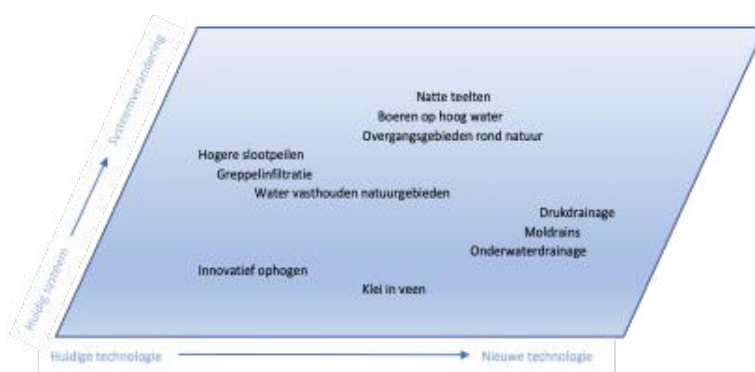 Systeemverandering
Natte teelten
Boeren op hoog water
Overgangsgebieden rond natuur
Hogere slootpeilen
Greppelinfiltratie
Water vasthouden natuurgebieden
Drukdrainage
Moldrains
Onderwaterdrainage
Huidig systeem
Innovatief ophogen
Klei in veen
Huidige technologie
Nieuwe technologie